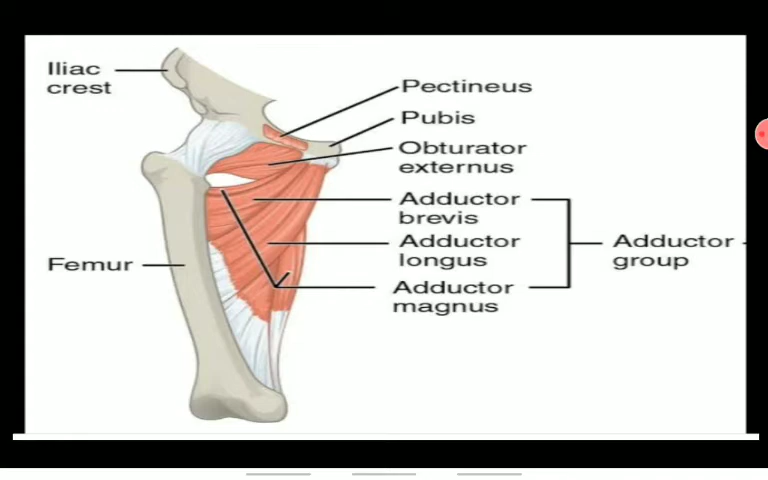 Iliac
crest
Pectineus
Pubis
Obturator
externus
Adductor
brevis
Adductor
longus
Adductor
magnus
Adductor
group
Femur